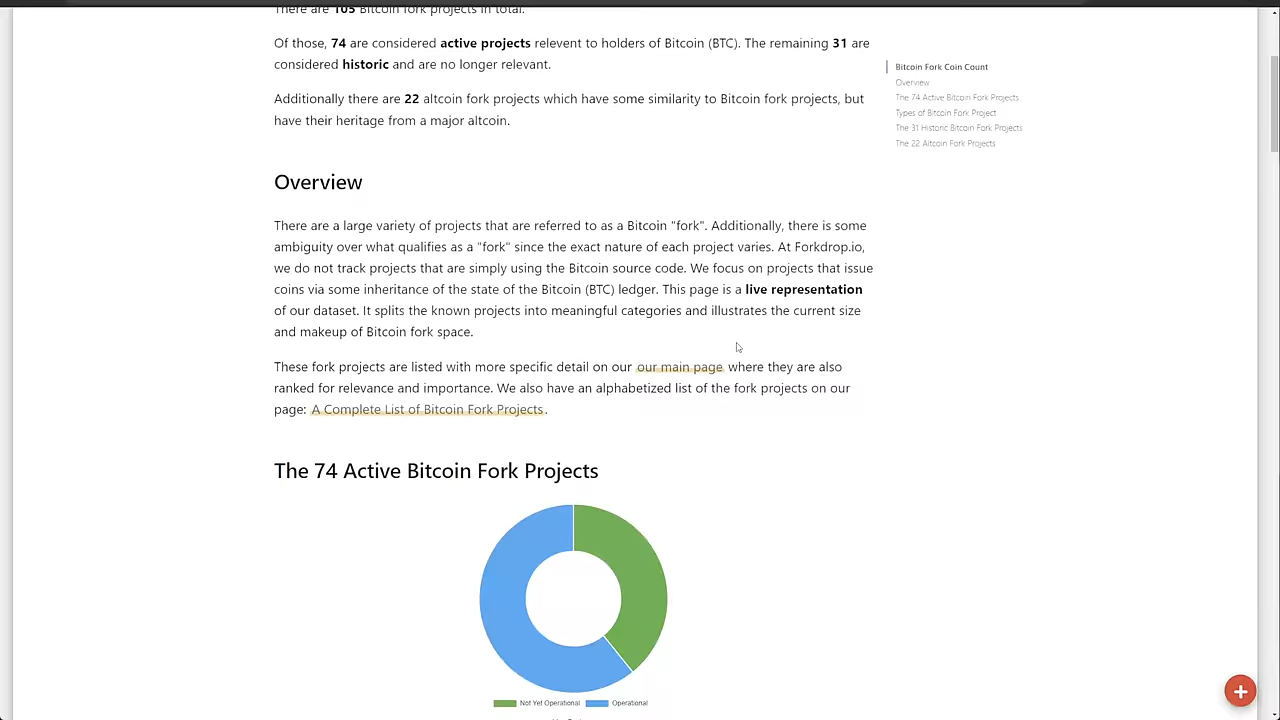 There are 105 Bitcoin fork projects in total.
Of those, 74 are considered active projects relevent to holders of Bitcoin (BTC). The remaining 31 are
considered historic and are no longer relevant.
Additionally there are 22 altcoin fork projects which have some similarity to Bitcoin fork projects, but
have their heritage from a major altcoin.
Bitcoin Fork Coin Count
Overview
The 74 Active Bitcoin Fork Projects
Types of Bitcoin Fork Project
The 31 Historic Bitcoin Fork Projects
The 22 Altcoin Fork Projects
Overview
There are a large variety of projects that are referred to as a Bitcoin "fork". Additionally, there is some
ambiguity over what qualifies as a "fork" since the exact nature of each project varies. At Forkdrop.io,
we do not track projects that are simply using the Bitcoin source code. We focus on projects that issue
coins via some inheritance of the state of the Bitcoin (BTC) ledger. This page is a live representation
of our dataset. It splits the known projects into meaningful categories and illustrates the current size
and makeup of Bitcoin fork space.
These fork projects are listed with more specific detail on our our main page where they are also
ranked for relevance and importance. We also have an alphabetized list of the fork projects on our
page: A Complete List of Bitcoin Fork Projects.
The 74 Active Bitcoin Fork Projects
Not Yet Operational Operational